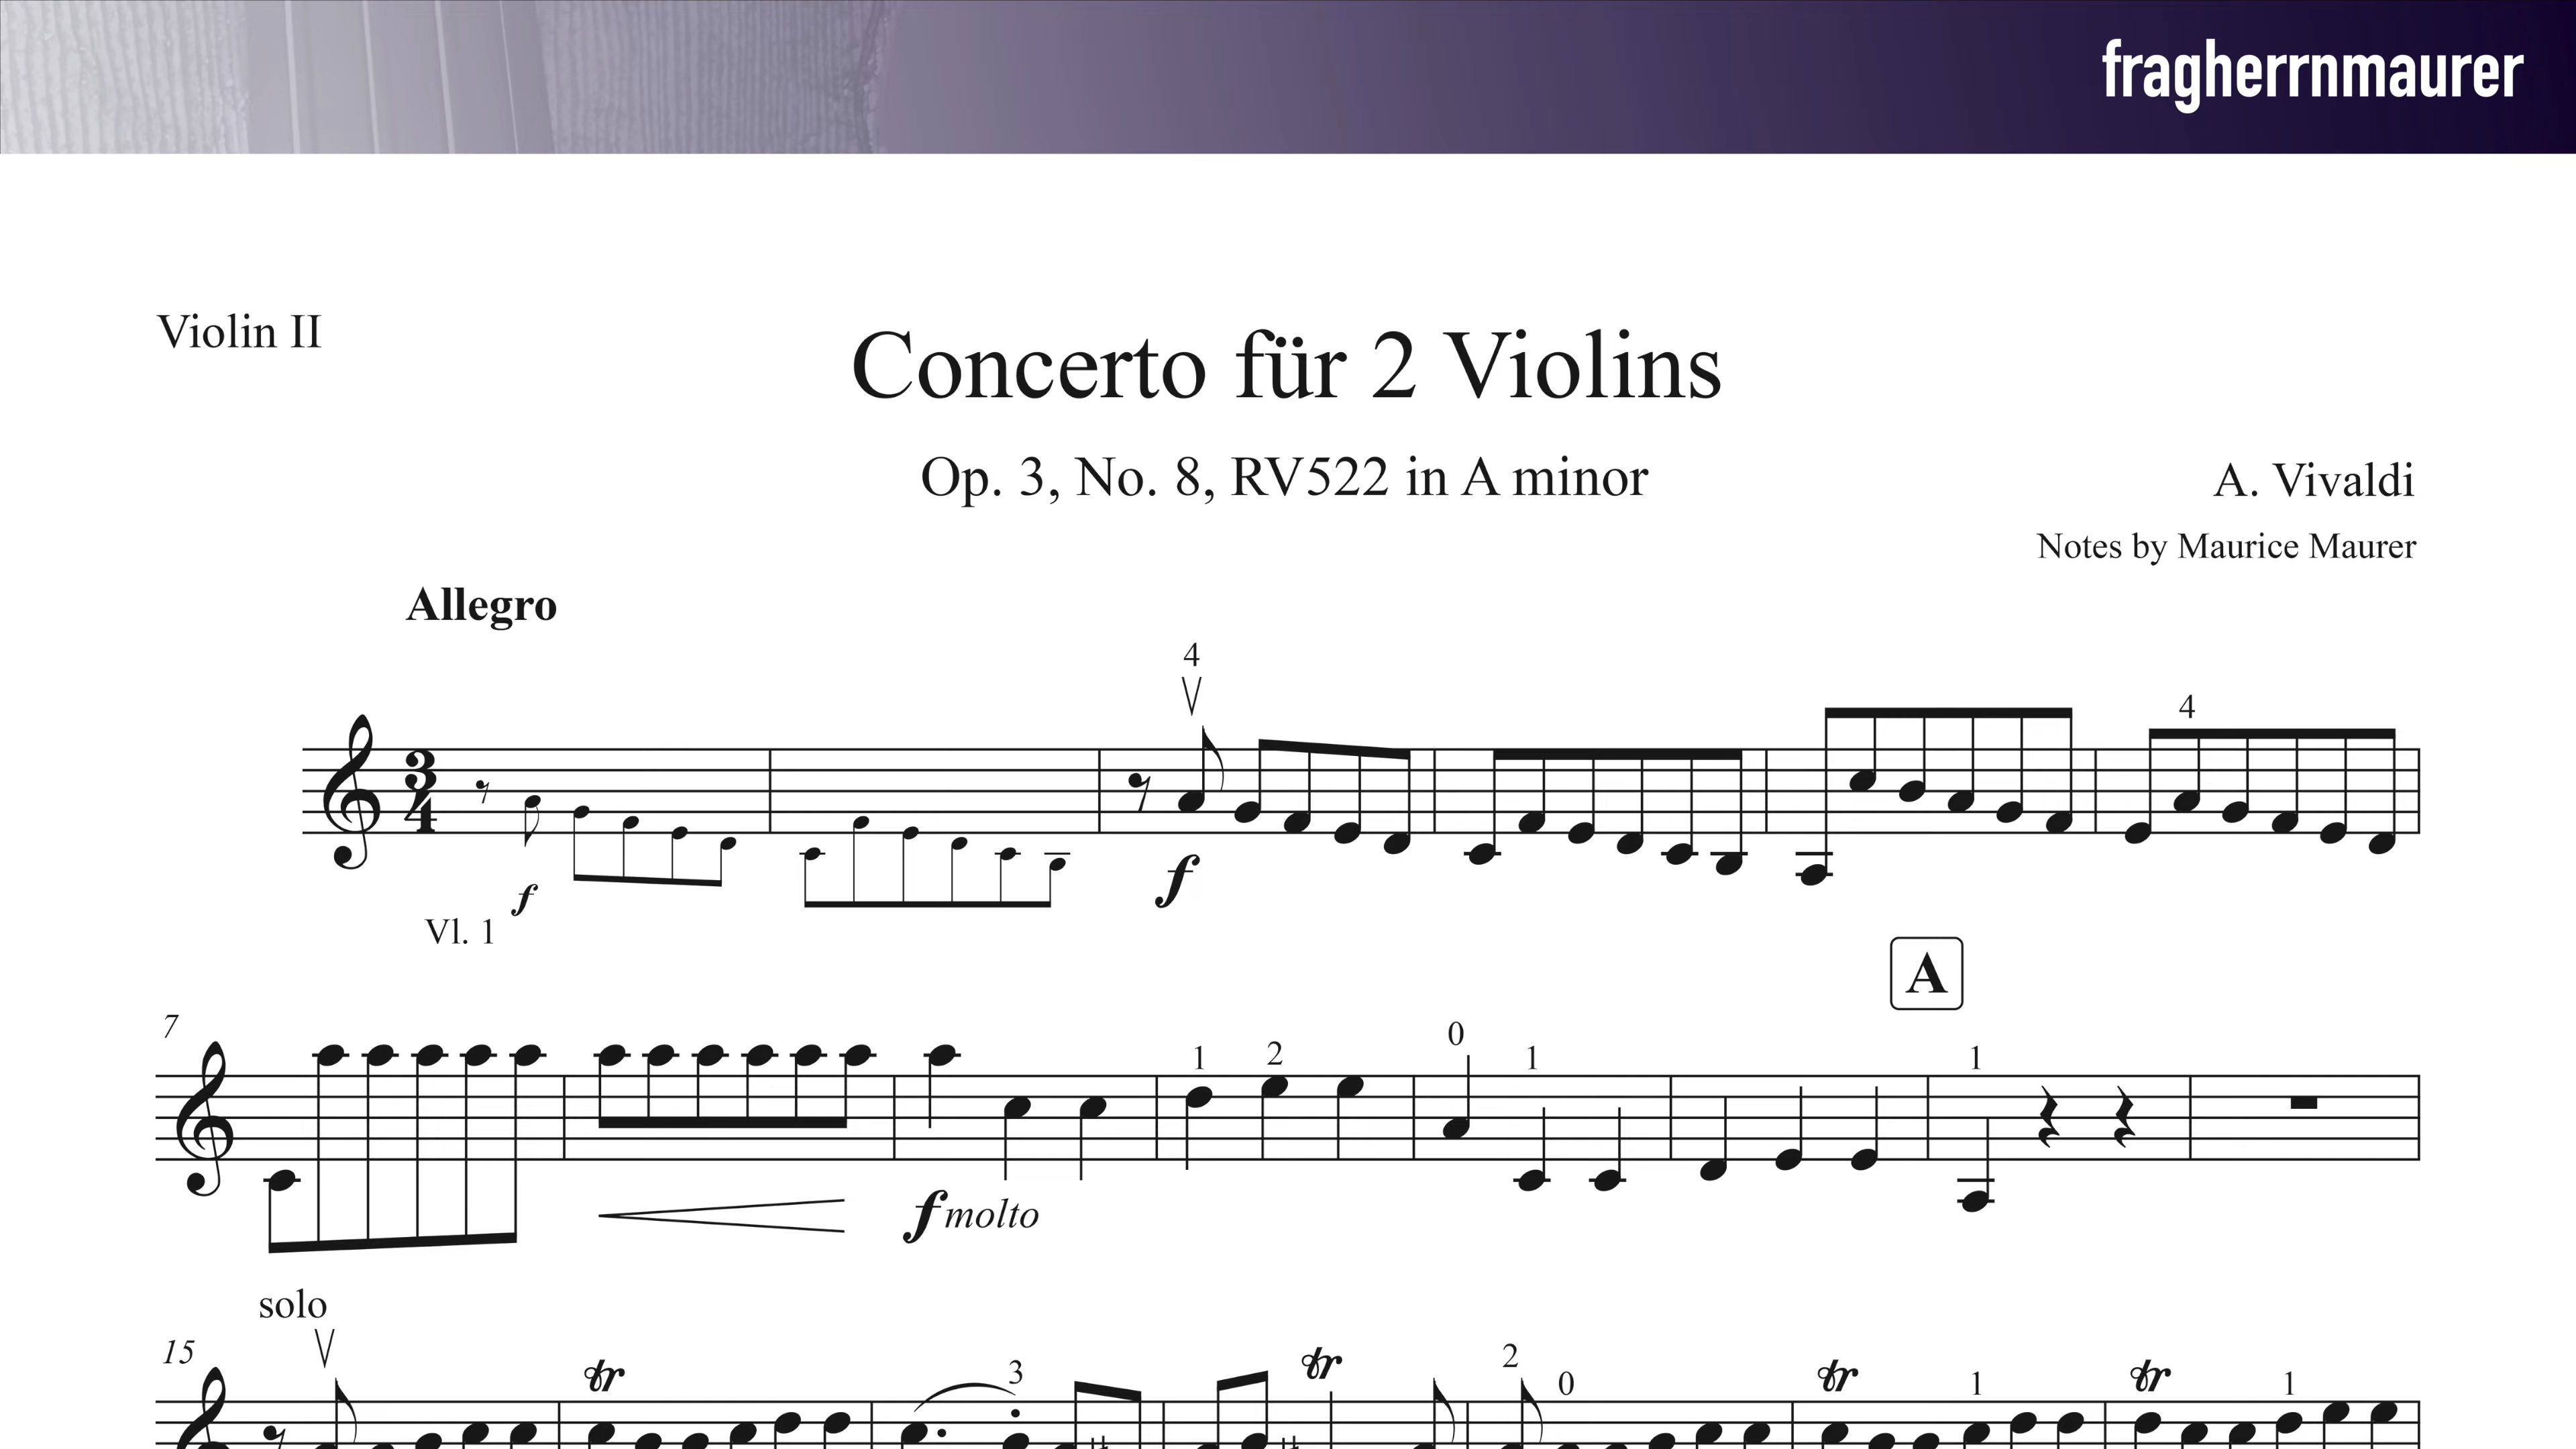 fragherrnmaurer
Violin II
Concerto für 2 Violins
Op. 3, No. 8, RV522 in A minor
A. Vivaldi
Notes by Maurice Maurer
Allegro
4
4
3
4
f
f
Vl. 1
A
7
1
2
0
1
1
f molto
solo
15
tr
3
tr
2
0
tr
1
tr
1